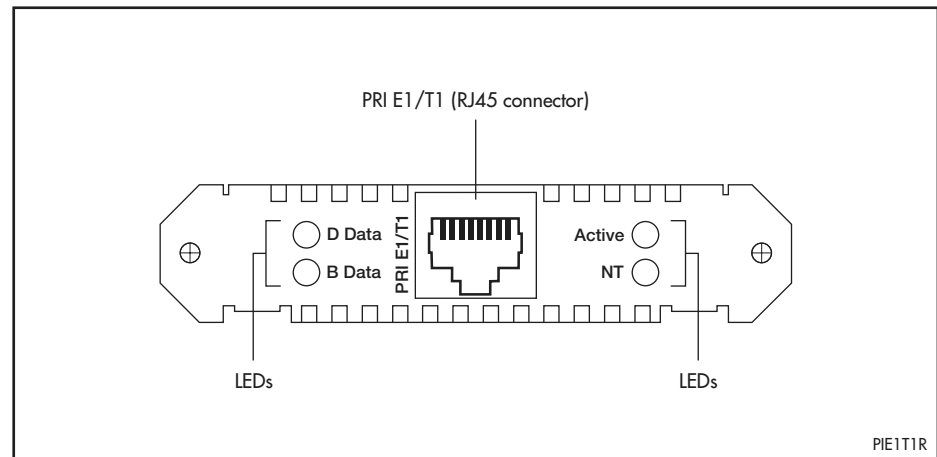 PRI E1/T1 (RJ45 connector)
D Data
B Data
PRI E1/T1
Active
NT
LEDs
LEDs
PIE1T1R